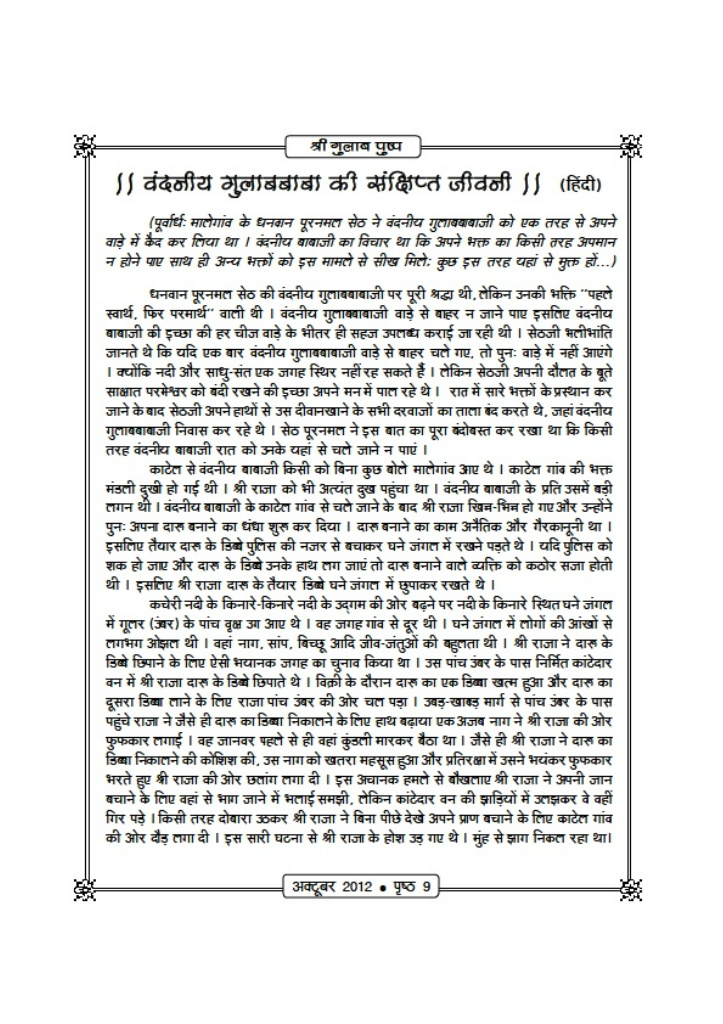 श्री गुलाब पुष्प
।। वंदनीय गुलाबबाबा की संक्षिप्त जीवनी ।। (हिंदी)
(पूर्वार्ध: मालेगांव के धनवान पूरनमल सेठ ने वंदनीय गुलाबबाबाजी को एक तरह से अपने
वाड़े में कैद कर लिया था । वंदनीय बाबाजी का विचार था कि अपने भक्त का किसी तरह अपमान
न होने पाए साथ ही अन्य भक्तों को इस मामले से सीख मिले; कुछ इस तरह यहां से मुक्त हों...)
धनवान पूरनमल सेठ की वंदनीय गुलाबबाबाजी पर पूरी श्रद्धा थी, लेकिन उनकी भक्ति ''पहले
स्वार्थ, फिर परमार्थ'' वाली थी । वंदनीय गुलाबबाबाजी वाड़े से बाहर न जाने पाए इसलिए वंदनीय
बाबाजी की इच्छा की हर चीज वाड़े के भीतर ही सहज उपलब्ध कराई जा रही थी । सेठजी भलीभांति
जानते थे कि यदि एक बार वंदनीय गुलाबबाबाजी वाड़े से बाहर चले गए, तो पुनः वाड़े में नहीं आएंगे
। क्योंकि नदी और साधु-संत एक जगह स्थिर नहीं रह सकते हैं । लेकिन सेठजी अपनी दौलत के बूते
साक्षात परमेश्वर को बंदी रखने की इच्छा अपने मन में पाल रहे थे । रात में सारे भक्तों के प्रस्थान कर
जाने के बाद सेठजी अपने हाथों से उस दीवानखाने के सभी दरवाजों का ताला बंद करते थे, जहां वंदनीय
गुलाबबाबाजी निवास कर रहे थे । सेठ पूरनमल ने इस बात का पूरा बंदोबस्त कर रखा था कि किसी
तरह वंदनीय बाबाजी रात को उनके यहां से चले जाने न पाएं ।
काटेल से वंदनीय बाबाजी किसी को बिना कुछ बोले मालेगांव आए थे । काटेल गांव की भक्त
मंडली दुखी हो गई थी । श्री राजा को भी अत्यंत दुख पहुंचा था । वंदनीय बाबाजी के प्रति उसमें बड़ी
लगन थी । वंदनीय बाबाजी के काटेल गांव से चले जाने के बाद श्री राजा खिन्न-भिन्न हो गए और उन्होंने
पुनः अपना दारू बनाने का धंधा शुरू कर दिया । दारू बनाने का काम अनैतिक और गैरकानूनी था ।
इसलिए तैयार दारू के डिब्बे पुलिस की नजर से बचाकर घने जंगल में रखने पड़ते थे । यदि पुलिस को
शक हो जाए और दारू के डिब्बे उनके हाथ लग जाएं तो दारू बनाने वाले व्यक्ति को कठोर सजा होती
थी । इसलिए श्री राजा दारू के तैयार डिब्बे घने जंगल में छुपाकर रखते थे ।
कचेरी नदी के किनारे-किनारे नदी के उद्‌गम की ओर बढ़ने पर नदी के किनारे स्थित घने जंगल
में गूलर (उंबर) के पांच वृक्ष उग आए थे । वह जगह गांव से दूर थी । घने जंगल में लोगों की आंखों से
लगभग ओझल थी । वहां नाग, सांप, बिच्छू आदि जीव-जंतुओं की बहुलता थी । श्री राजा ने दारू के
डिब्बे छिपाने के लिए ऐसी भयानक जगह का चुनाव किया था । उस पांच उंबर के पास निर्मित कांटेदार
वन में श्री राजा दारू के डिब्बे छिपाते थे । विक्री के दौरान दारू का एक डिब्बा खत्म हुआ और दारू का
दूसरा डिब्बा लाने के लिए राजा पांच उंबर की ओर चल पड़ा । उबड़-खाबड़ मार्ग से पांच उंबर के पास
पहुंचे राजा ने जैसे ही दारू का डिब्बा निकालने के लिए हाथ बढ़ाया एक अजब नाग ने श्री राजा की ओर
फुफकार लगाई । वह जानवर पहले से ही वहां कुंडली मारकर बैठा था । जैसे ही श्री राजा ने दारू का
डिब्बा निकालने की कोशिश की, उस नाग को खतरा महसूस हुआ और प्रतिरक्षा में उसने भयंकर फुफकार
भरते हुए श्री राजा की ओर छलांग लगा दी । इस अचानक हमले से बौखलाए श्री राजा ने अपनी जान
बचाने के लिए वहां से भाग जाने में भलाई समझी, लेकिन कांटेदार वन की झाड़ियों में उलझकर वे वहीं
गिर पड़े । किसी तरह दोबारा उठकर श्री राजा ने बिना पीछे देखे अपने प्राण बचाने के लिए काटेल गांव
की ओर दौड़ लगा दी । इस सारी घटना से श्री राजा के होश उड़ गए थे । मुंह से झाग निकल रहा था।
अक्टूबर 2012 ● पृष्ठ 9